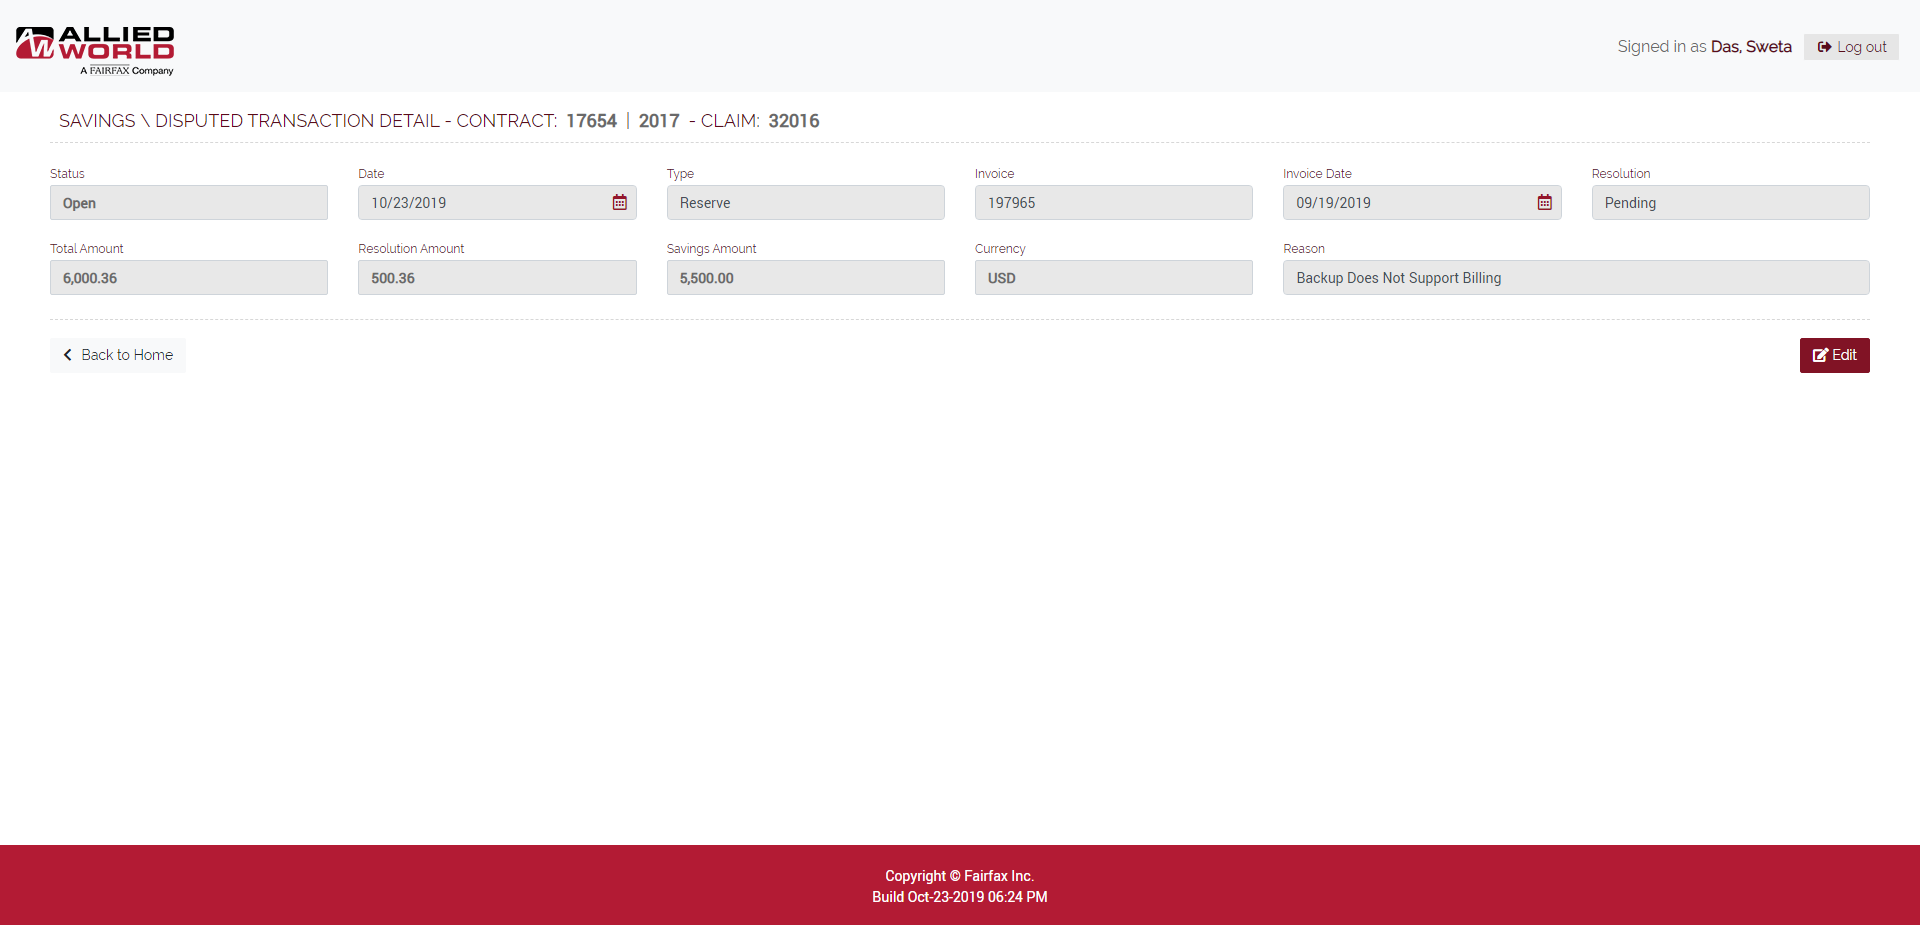 ALLIED
AW WORLD
A FAIRFAX Company
Signed in as Das, Sweta
Log out
SAVINGS \ DISPUTED TRANSACTION DETAIL - CONTRACT: 17654 | 2017 - CLAIM: 32016
Status Date Type Invoice Invoice Date Resolution
Open 10/23/2019 Reserve 197965 09/19/2019 Pending
Total Amount Resolution Amount Savings Amount Currency Reason
6,000.36 500.36 5,500.00 USD Backup Does Not Support Billing
Back to Home Edit
Copyright © Fairfax Inc.
Build Oct-23-2019 06:24 PM